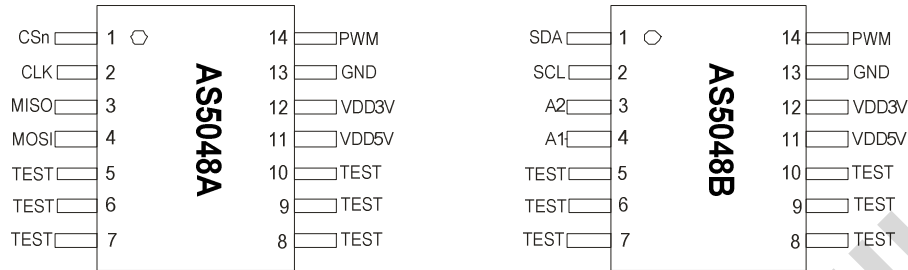 CSn 1 14 PWM
CLK 2 13 GND
MISO 3 12 VDD3V
MOSI 4 11 VDD5V
TEST 5 10 TEST
TEST 6 9 TEST
TEST 7 8 TEST
AS5048A
SDA 1 14 PWM
SCL 2 13 GND
A2 3 12 VDD3V
A1 4 11 VDD5V
TEST 5 10 TEST
TEST 6 9 TEST
TEST 7 8 TEST
AS5048B